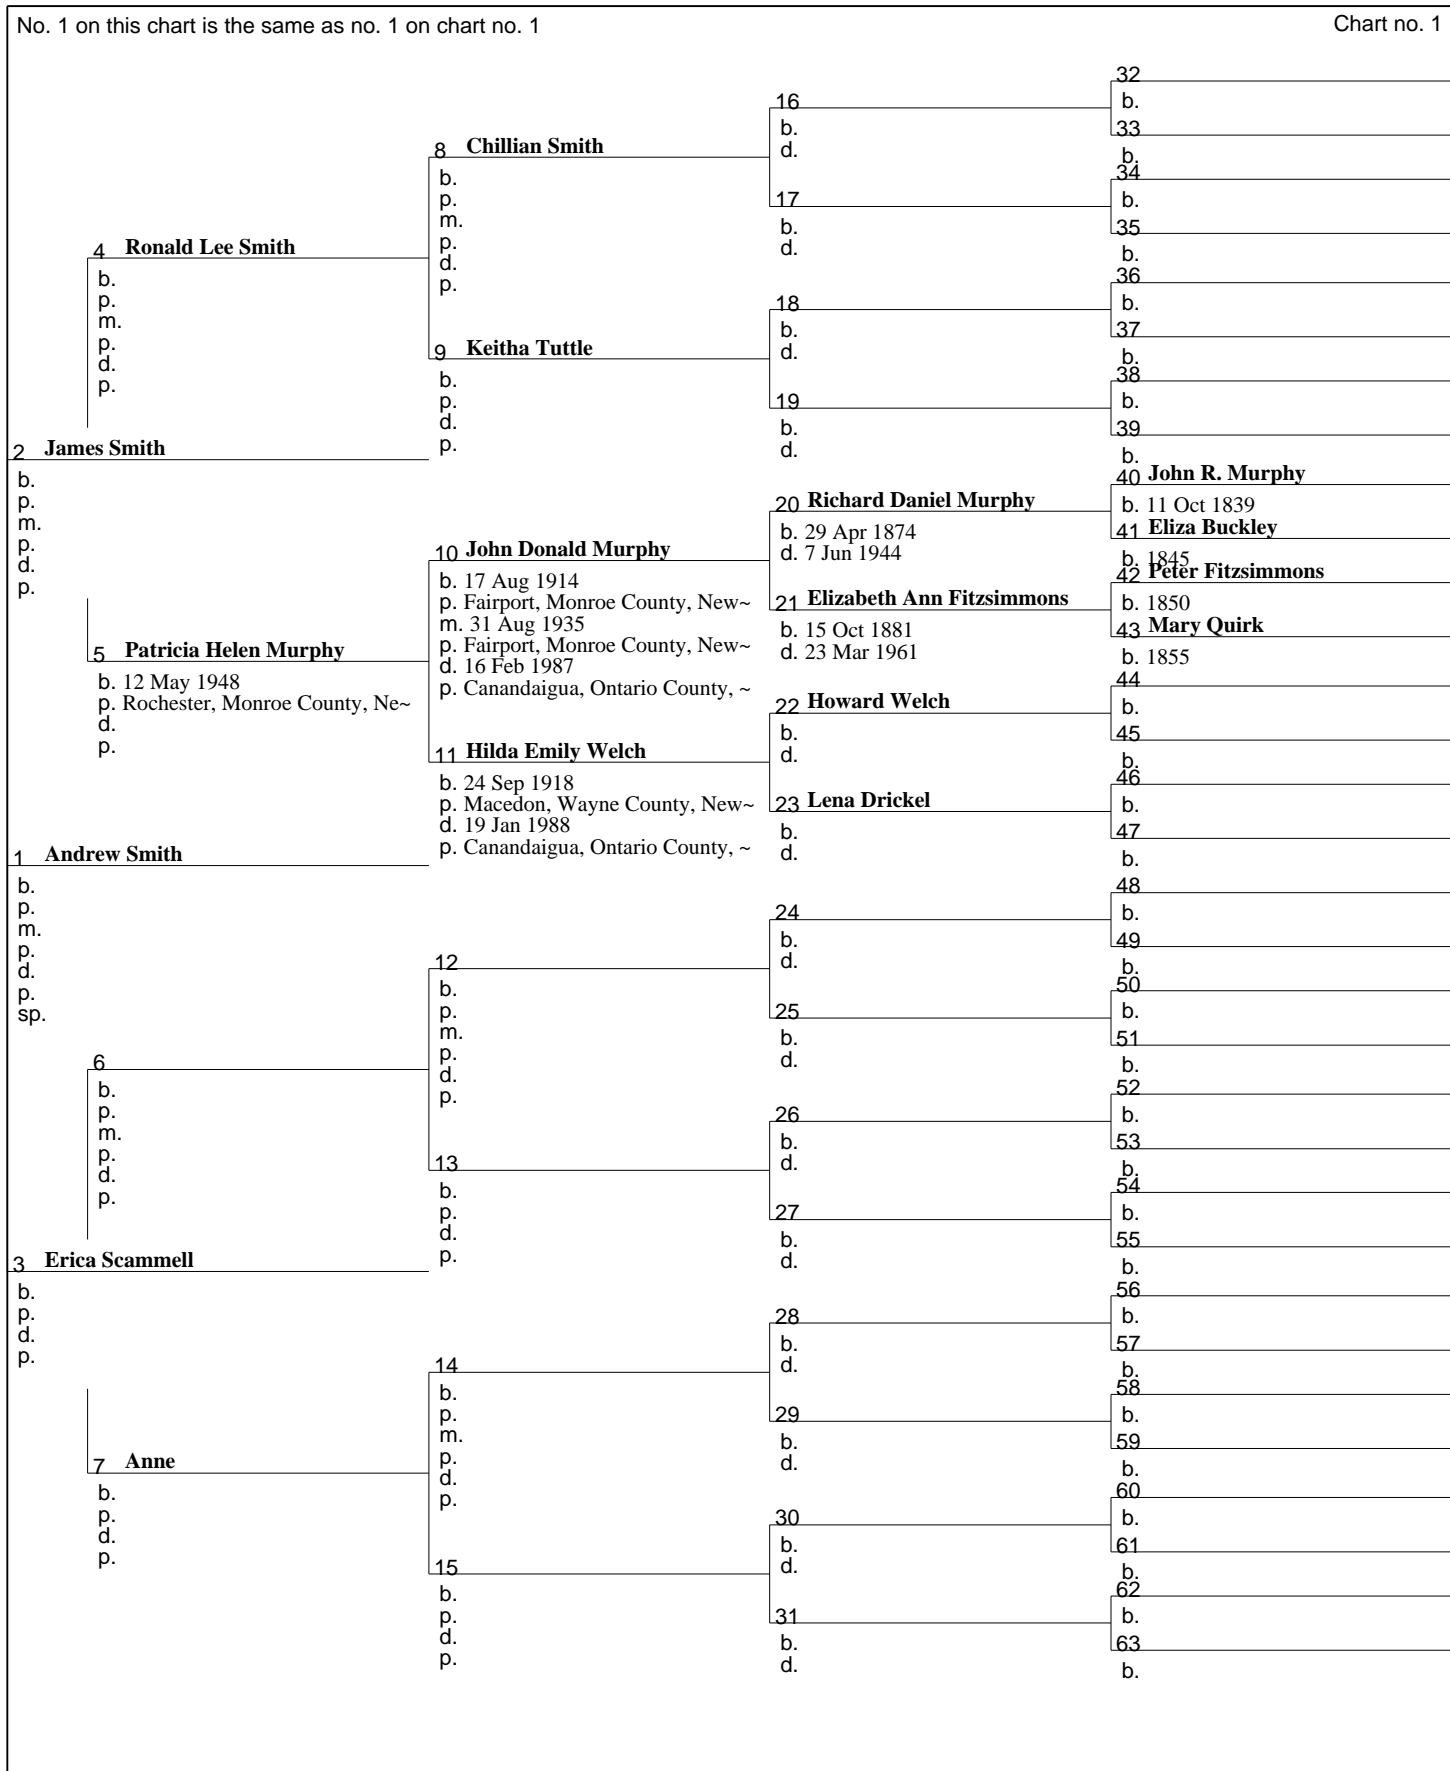 No. 1 on this chart is the same as no. 1 on chart no. 1
Chart no. 1
2 James Smith
b.
p.
m.
p.
d.
p.
1 Andrew Smith
b.
p.
m.
p.
d.
p.
sp.
3 Erica Scammell
b.
p.
d.
p.
4 Ronald Lee Smith
b.
p.
m.
p.
d.
p.
5 Patricia Helen Murphy
b. 12 May 1948
p. Rochester, Monroe County, Ne~
d.
p.
6
b.
p.
m.
p.
d.
p.
7 Anne
b.
p.
d.
p.
8 Chillian Smith
b.
p.
m.
p.
d.
p.
9 Keitha Tuttle
b.
p.
d.
p.
10 John Donald Murphy
b. 17 Aug 1914
p. Fairport, Monroe County, New~
m. 31 Aug 1935
p. Fairport, Monroe County, New~
d. 16 Feb 1987
p. Canandaigua, Ontario County, ~
11 Hilda Emily Welch
b. 24 Sep 1918
p. Macedon, Wayne County, New~
d. 19 Jan 1988
p. Canandaigua, Ontario County, ~
12
b.
p.
m.
p.
d.
p.
13
b.
p.
d.
p.
14
b.
p.
m.
p.
d.
p.
15
b.
p.
d.
p.
16
b.
d.
17
b.
d.
18
b.
d.
19
b.
d.
20 Richard Daniel Murphy
b. 29 Apr 1874
d. 7 Jun 1944
21 Elizabeth Ann Fitzsimmons
b. 15 Oct 1881
d. 23 Mar 1961
22 Howard Welch
b.
d.
23 Lena Drickel
b.
d.
24
b.
d.
25
b.
d.
26
b.
d.
27
b.
d.
28
b.
d.
29
b.
d.
30
b.
d.
31
b.
d.
32
b.
33
b.
34
b.
35
b.
36
b.
37
b.
38
b.
39
b.
40 John R. Murphy
b. 11 Oct 1839
41 Eliza Buckley
b. 1845
42 Peter Fitzsimmons
b. 1850
43 Mary Quirk
b. 1855
44
b.
45
b.
46
b.
47
b.
48
b.
49
b.
50
b.
51
b.
52
b.
53
b.
54
b.
55
b.
56
b.
57
b.
58
b.
59
b.
60
b.
61
b.
62
b.
63
b.